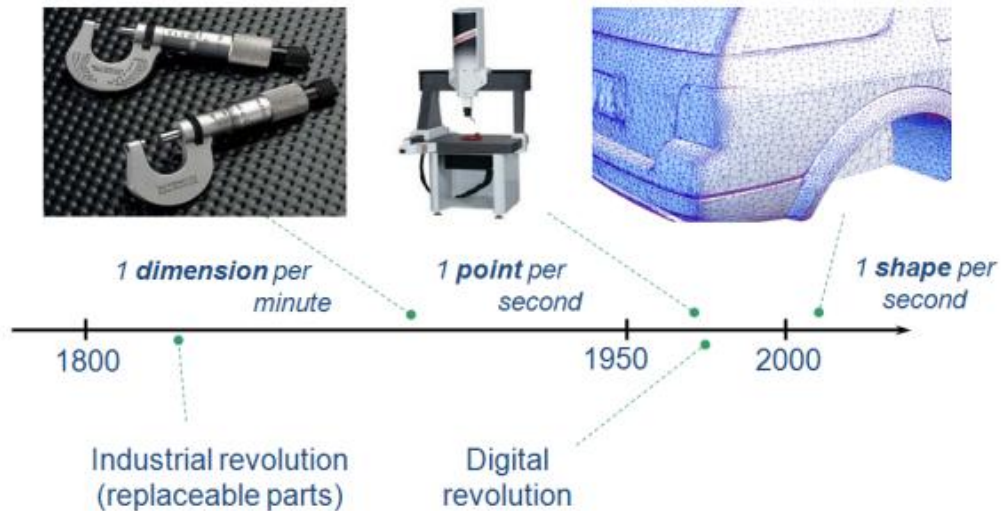 1 dimension per
minute
1 point per
second
1 shape per
second
1800
1950
2000
Industrial revolution
(replaceable parts)
Digital
revolution